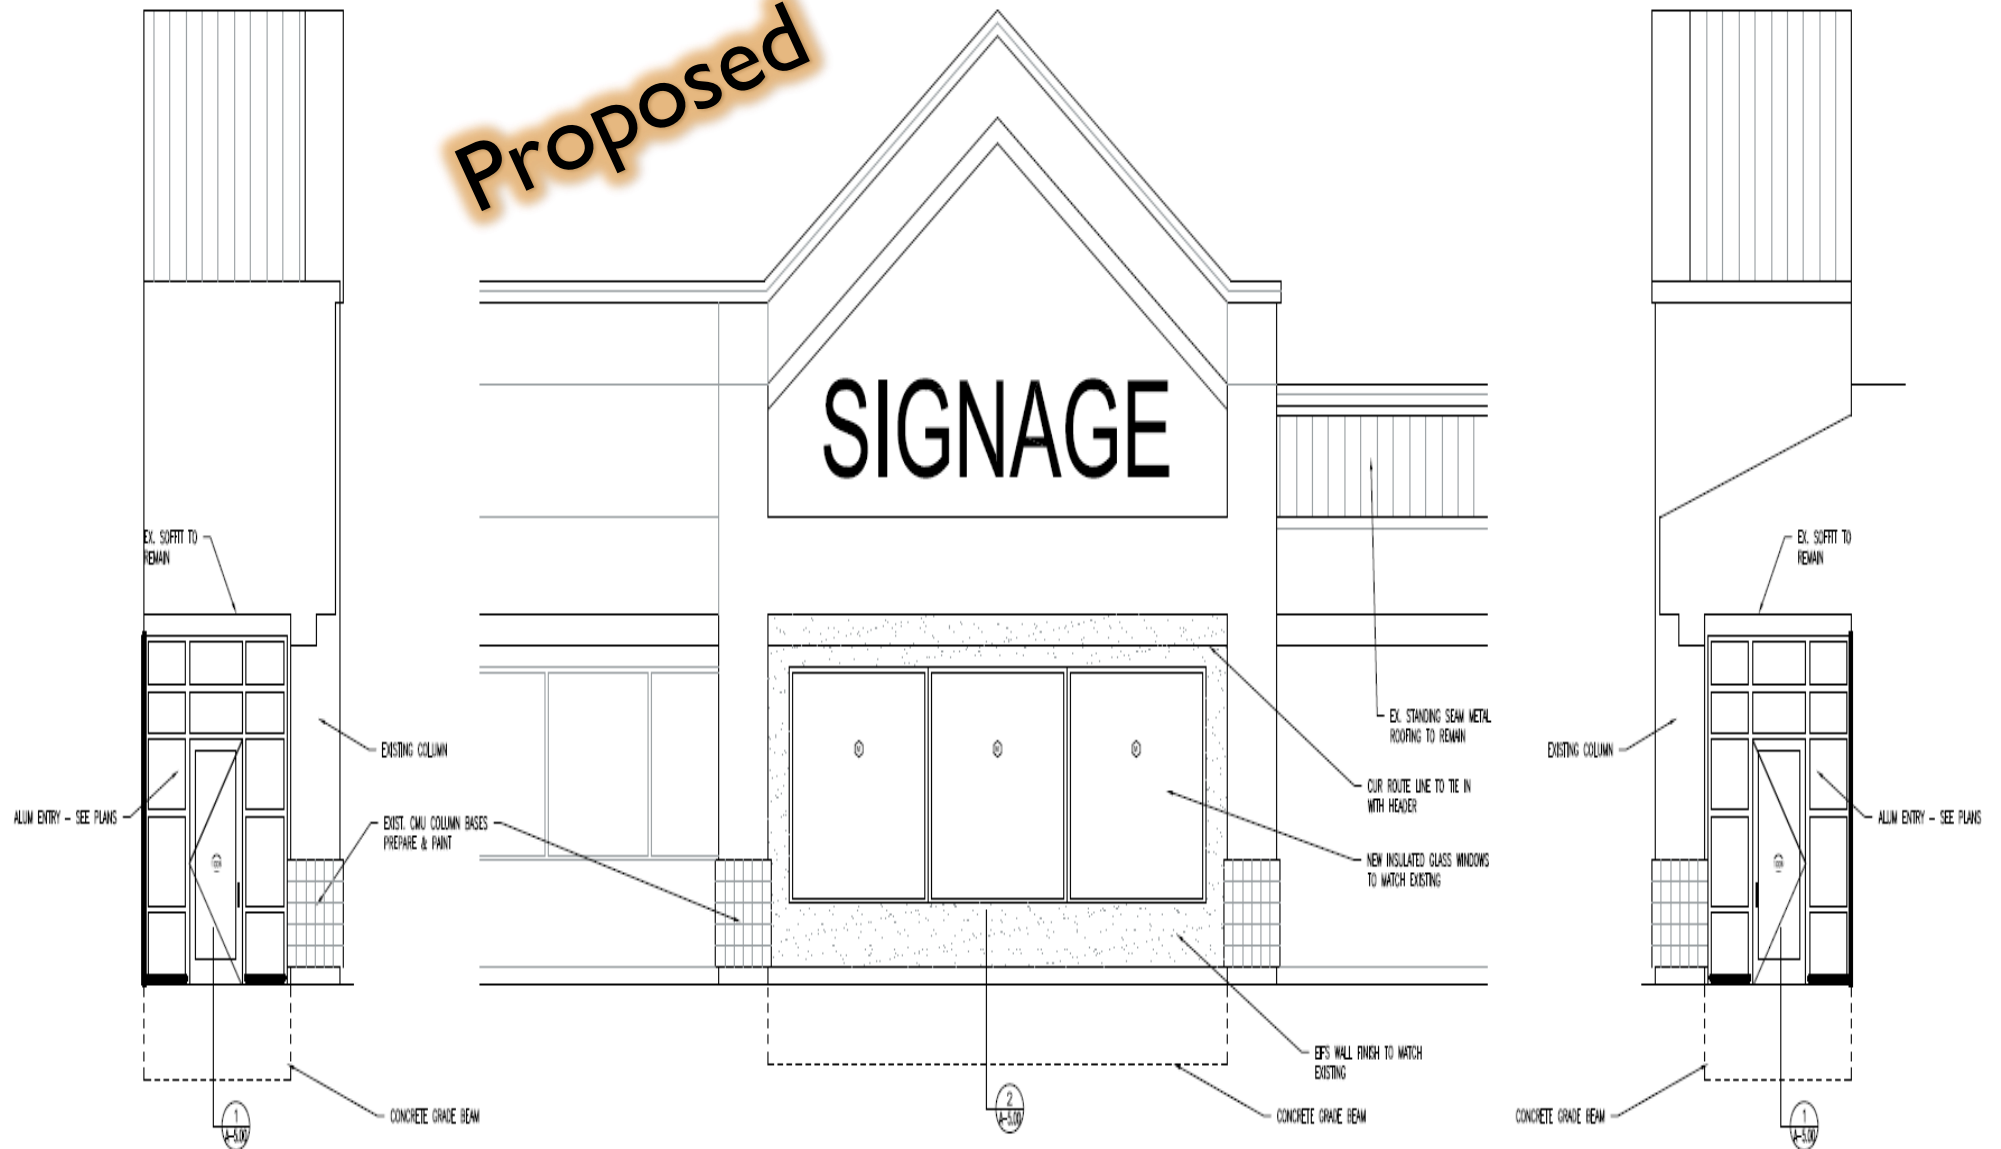 Proposed
SIGNAGE
EX. SOFFIT TO
REMAIN
EXISTING COLUMN
ALUM ENTRY - SEE PLANS
EXIST. CMU COLUMN BASES
PREPARE & PAINT
CONCRETE GRADE BEAM
1
A-5.00
EX. STANDING SEAM METAL
ROOFING TO REMAIN
CUR ROUTE LINE TO TIE IN
WITH HEADER
NEW INSULATED GLASS WINDOWS
TO MATCH EXISTING
EIFS WALL FINISH TO MATCH
EXISTING
CONCRETE GRADE BEAM
2
A-5.00
EX. SOFFIT TO
REMAIN
EXISTING COLUMN
ALUM ENTRY - SEE PLANS
CONCRETE GRADE BEAM
1
A-5.00